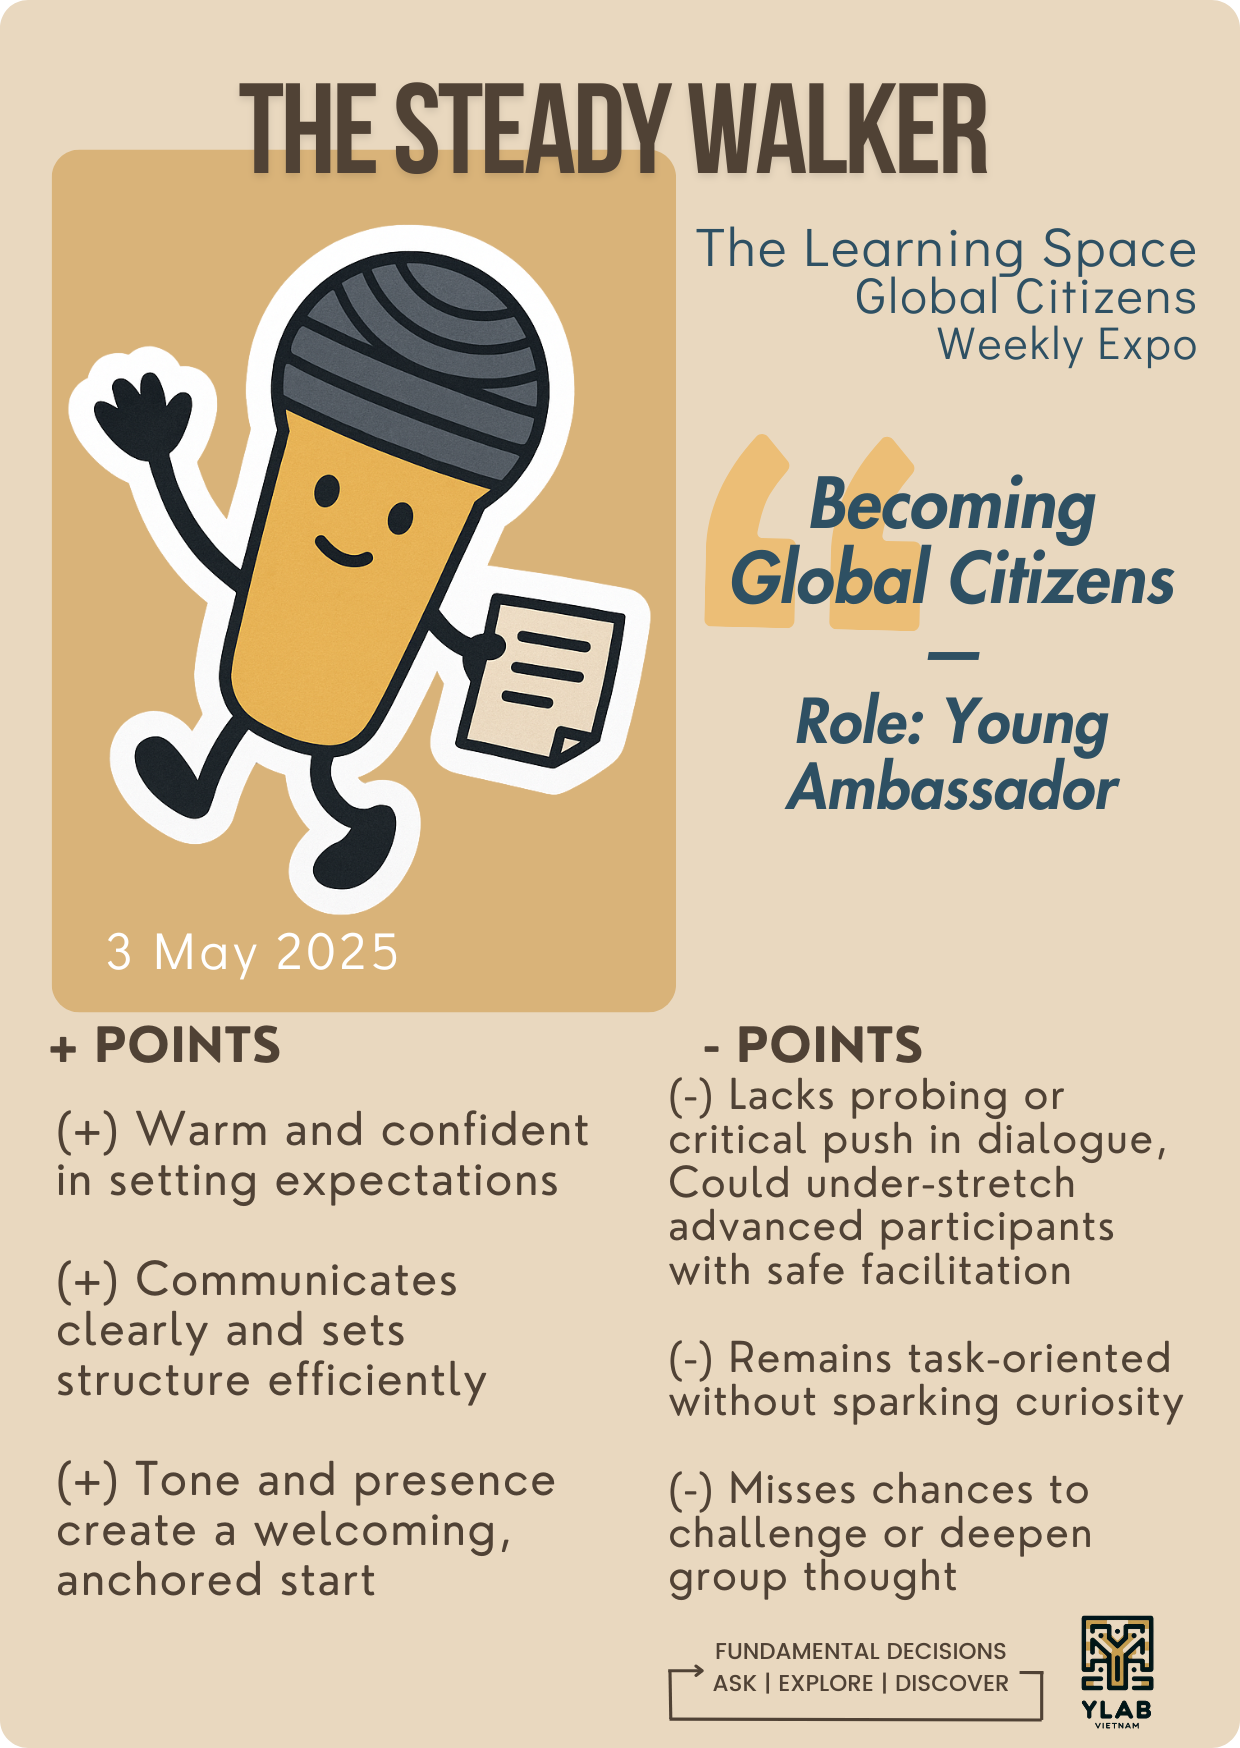 THE STEADY WALKER
The Learning Space
Global Citizens
Weekly Expo
Becoming
Global Citizens
—
Role: Young
Ambassador
3 May 2025
+ POINTS
(+) Warm and confident
in setting expectations
(+) Communicates
clearly and sets
structure efficiently
(+) Tone and presence
create a welcoming,
anchored start
- POINTS
(-) Lacks probing or
critical push in dialogue,
Could under-stretch
advanced participants
with safe facilitation
(-) Remains task-oriented
without sparking curiosity
(-) Misses chances to
challenge or deepen
group thought
FUNDAMENTAL DECISIONS
ASK | EXPLORE | DISCOVER
YLAB
VIETNAM